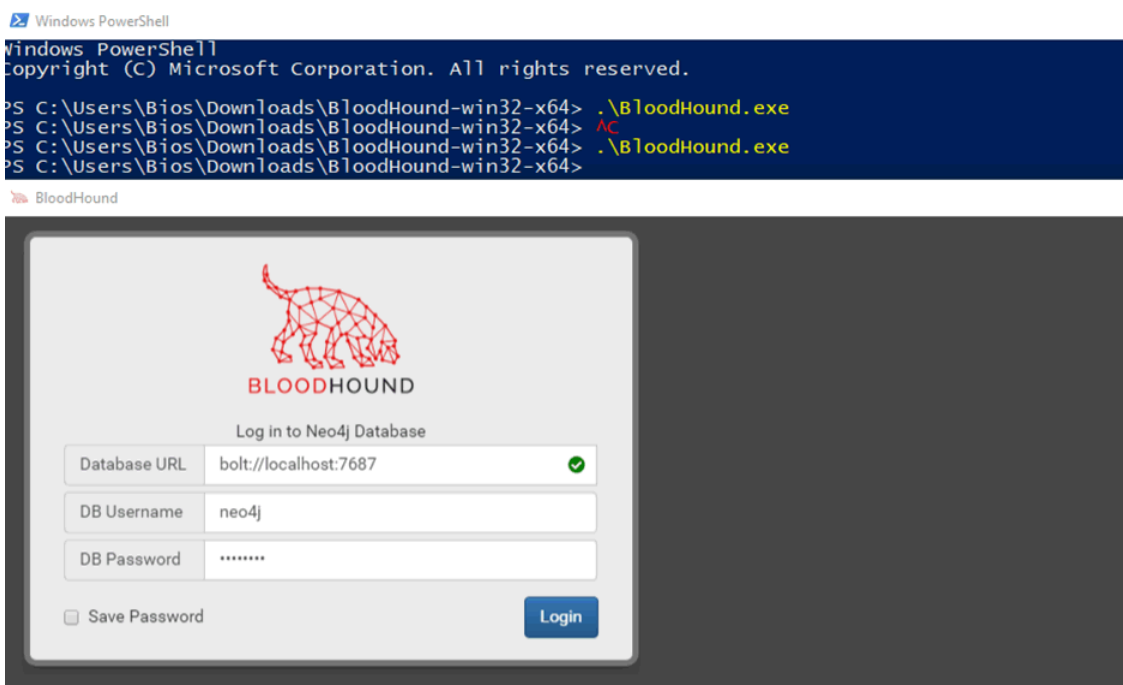 Windows PowerShell
Windows PowerShell
Copyright (C) Microsoft Corporation. All rights reserved.
PS C:\Users\Bios\Downloads\BloodHound-win32-x64> .\BloodHound.exe
PS C:\Users\Bios\Downloads\BloodHound-win32-x64> ^C
PS C:\Users\Bios\Downloads\BloodHound-win32-x64> .\BloodHound.exe
PS C:\Users\Bios\Downloads\BloodHound-win32-x64>
BloodHound
BLOODHOUND
Log in to Neo4j Database
Database URL bolt://localhost:7687
DB Username neo4j
DB Password ········
Save Password Login